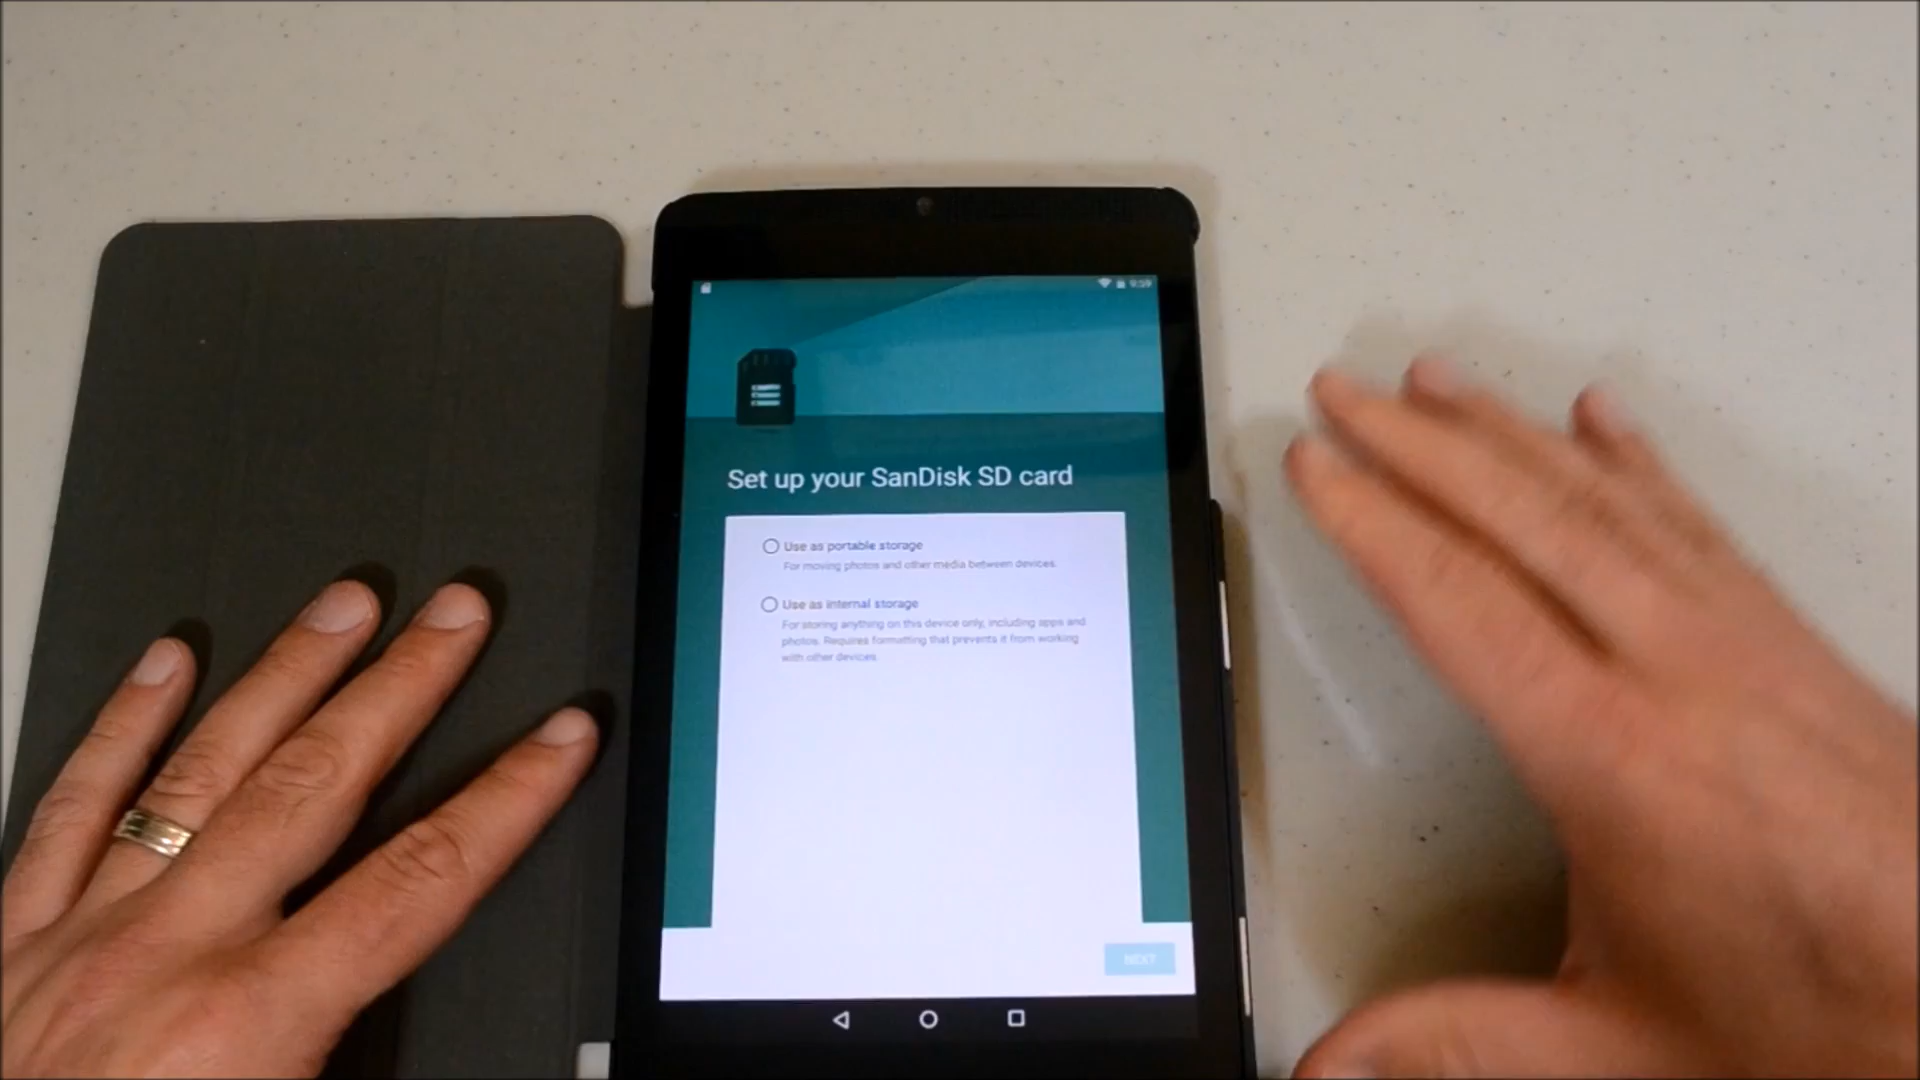 9:59
Set up your SanDisk SD card
Use as portable storage
For moving photos and other media between devices.
Use as internal storage
For storing anything on this device only, including apps and
photos. Requires formatting that prevents it from working
with other devices.
NEXT